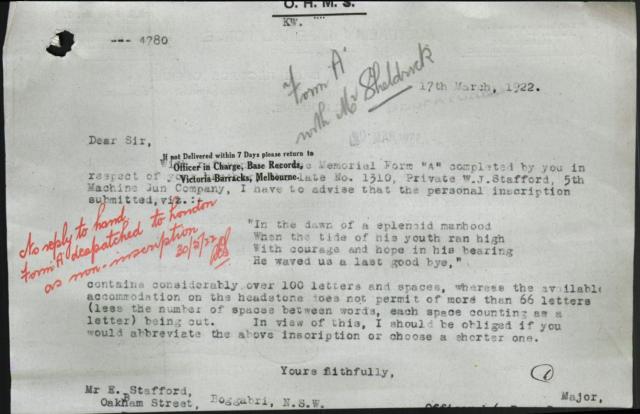 O. H. M. S.
KW.
--- 4780
'Form A'
with Mr Sheldrick
17th March, 1922.
Dear Sir,
If not Delivered within 7 Days please return to
Officer in Charge, Base Records,
Victoria Barracks, Melbourne.
Memorial Form "A" completed by you in
respect of late No. 1310, Private W.J.Stafford, 5th
Machine Gun Company, I have to advise that the personal inscription
submitted, viz.:-
No reply to hand,
Form 'A' despatched to London
as non-inscription
"In the dawn of a splendid manhood
When the tide of his youth ran high
With courage and hope in his bearing
He waved us a last good bye,"
contains considerably over 100 letters and spaces, whereas the available
accommodation on the headstone does not permit of more than 66 letters
(less the number of spaces between words, each space counting as a
letter) being cut. In view of this, I should be obliged if you
would abbreviate the above inscription or choose a shorter one.
Yours fithfully,
Mr E. Stafford,
Oakham Street, Boggabri, N.S.W.
Major,